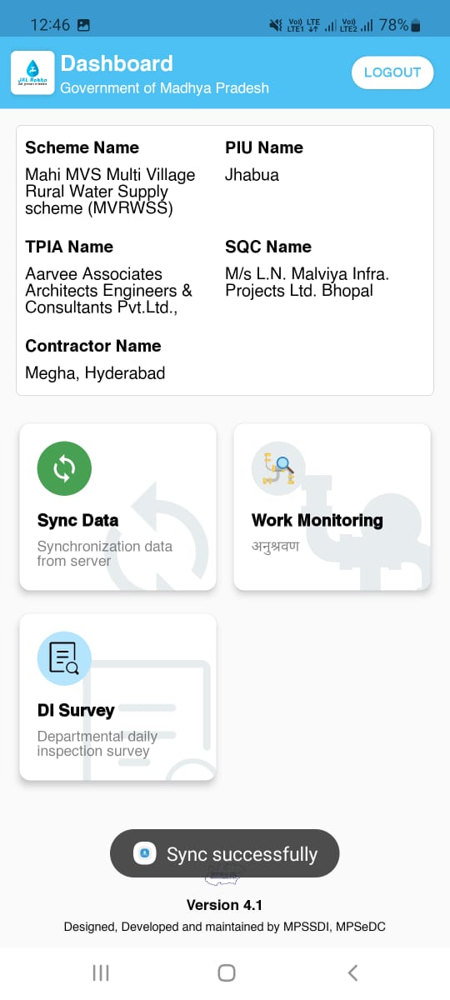 12:46
Vo)) LTE
LTE1
Vo))
LTE2
78%
JAL Rekha
Dashboard
Government of Madhya Pradesh
LOGOUT
Scheme Name
Mahi MVS Multi Village
Rural Water Supply
scheme (MVRWSS)
PIU Name
Jhabua
TPIA Name
Aarvee Associates
Architects Engineers &
Consultants Pvt.Ltd.,
SQC Name
M/s L.N. Malviya Infra.
Projects Ltd. Bhopal
Contractor Name
Megha, Hyderabad
Sync Data
Synchronization data
from server
Work Monitoring
अनुश्रवण
DI Survey
Departmental daily
inspection survey
Sync successfully
Version 4.1
Designed, Developed and maintained by MPSSDI, MPSeDC